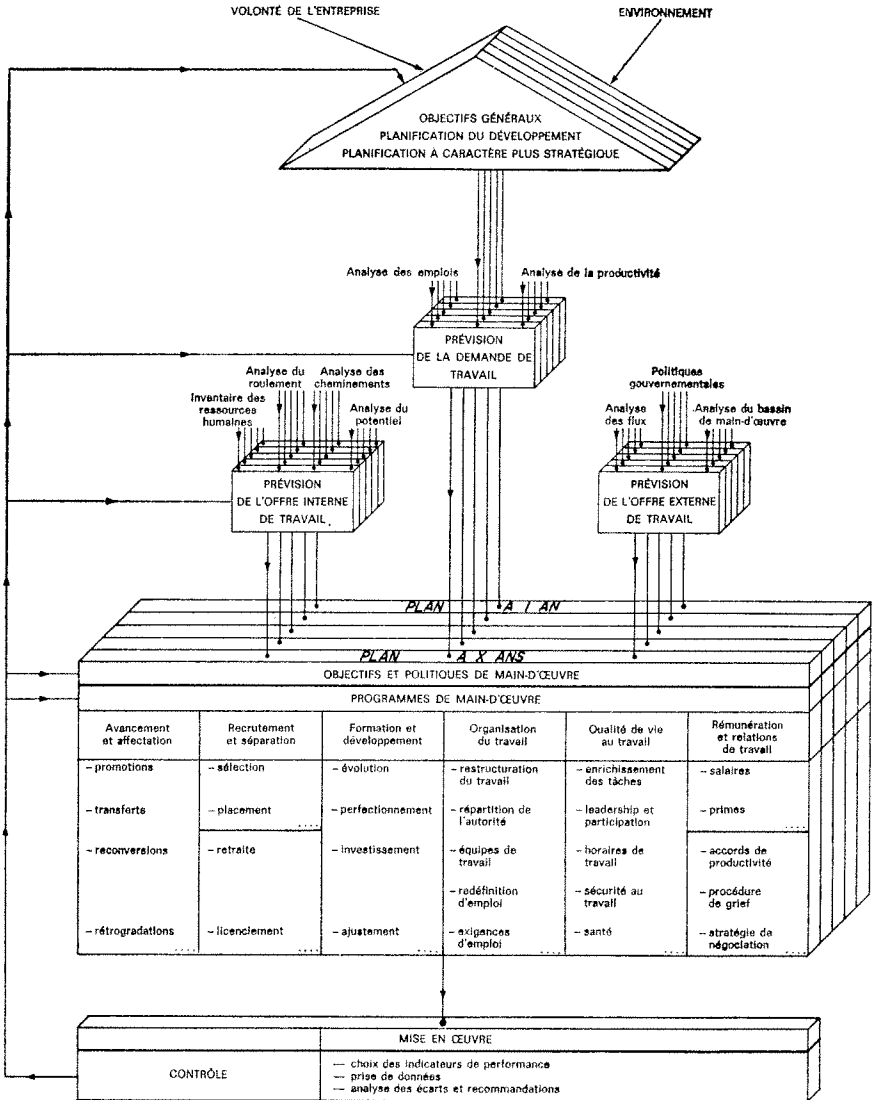 VOLONTÉ DE L'ENTREPRISE
ENVIRONNEMENT
OBJECTIFS GÉNÉRAUX
PLANIFICATION DU DÉVELOPPEMENT
PLANIFICATION À CARACTÈRE PLUS STRATÉGIQUE
Analyse des emplois
Analyse de la productivité
PRÉVISION
DE LA DEMANDE DE
TRAVAIL
Analyse du
roulement
Analyse des
cheminements
Inventaire des
ressources
humaines
Analyse du
potentiel
PRÉVISION
DE L'OFFRE INTERNE
DE TRAVAIL
Politiques
gouvernementales
Analyse
des flux
Analyse du bassin
de main-d'œuvre
PRÉVISION
DE L'OFFRE EXTERNE
DE TRAVAIL
PLAN A 1 AN
PLAN A X ANS
OBJECTIFS ET POLITIQUES DE MAIN-D'ŒUVRE
PROGRAMMES DE MAIN-D'ŒUVRE
Avancement
et affectation
– promotions
– transferts
– reconversions
– rétrogradations
....
Recrutement
et séparation
– sélection
– placement
....
– retraite
– licenciement
....
Formation et
développement
– évolution
– perfectionnement
– investissement
– ajustement
....
Organisation
du travail
– restructuration
du travail
– répartition de
l'autorité
– équipes de
travail
– redéfinition
d'emploi
– exigences
d'emploi
....
Qualité de vie
au travail
– enrichissement
des tâches
– leadership et
participation
– horaires de
travail
– sécurité au
travail
– santé
....
Rémunération
et relations
de travail
– salaires
– primes
....
– accords de
productivité
– procédure
de grief
– stratégie de
négociation
....
MISE EN ŒUVRE
CONTRÔLE
— choix des indicateurs de performance
— prise de données
— analyse des écarts et recommandations